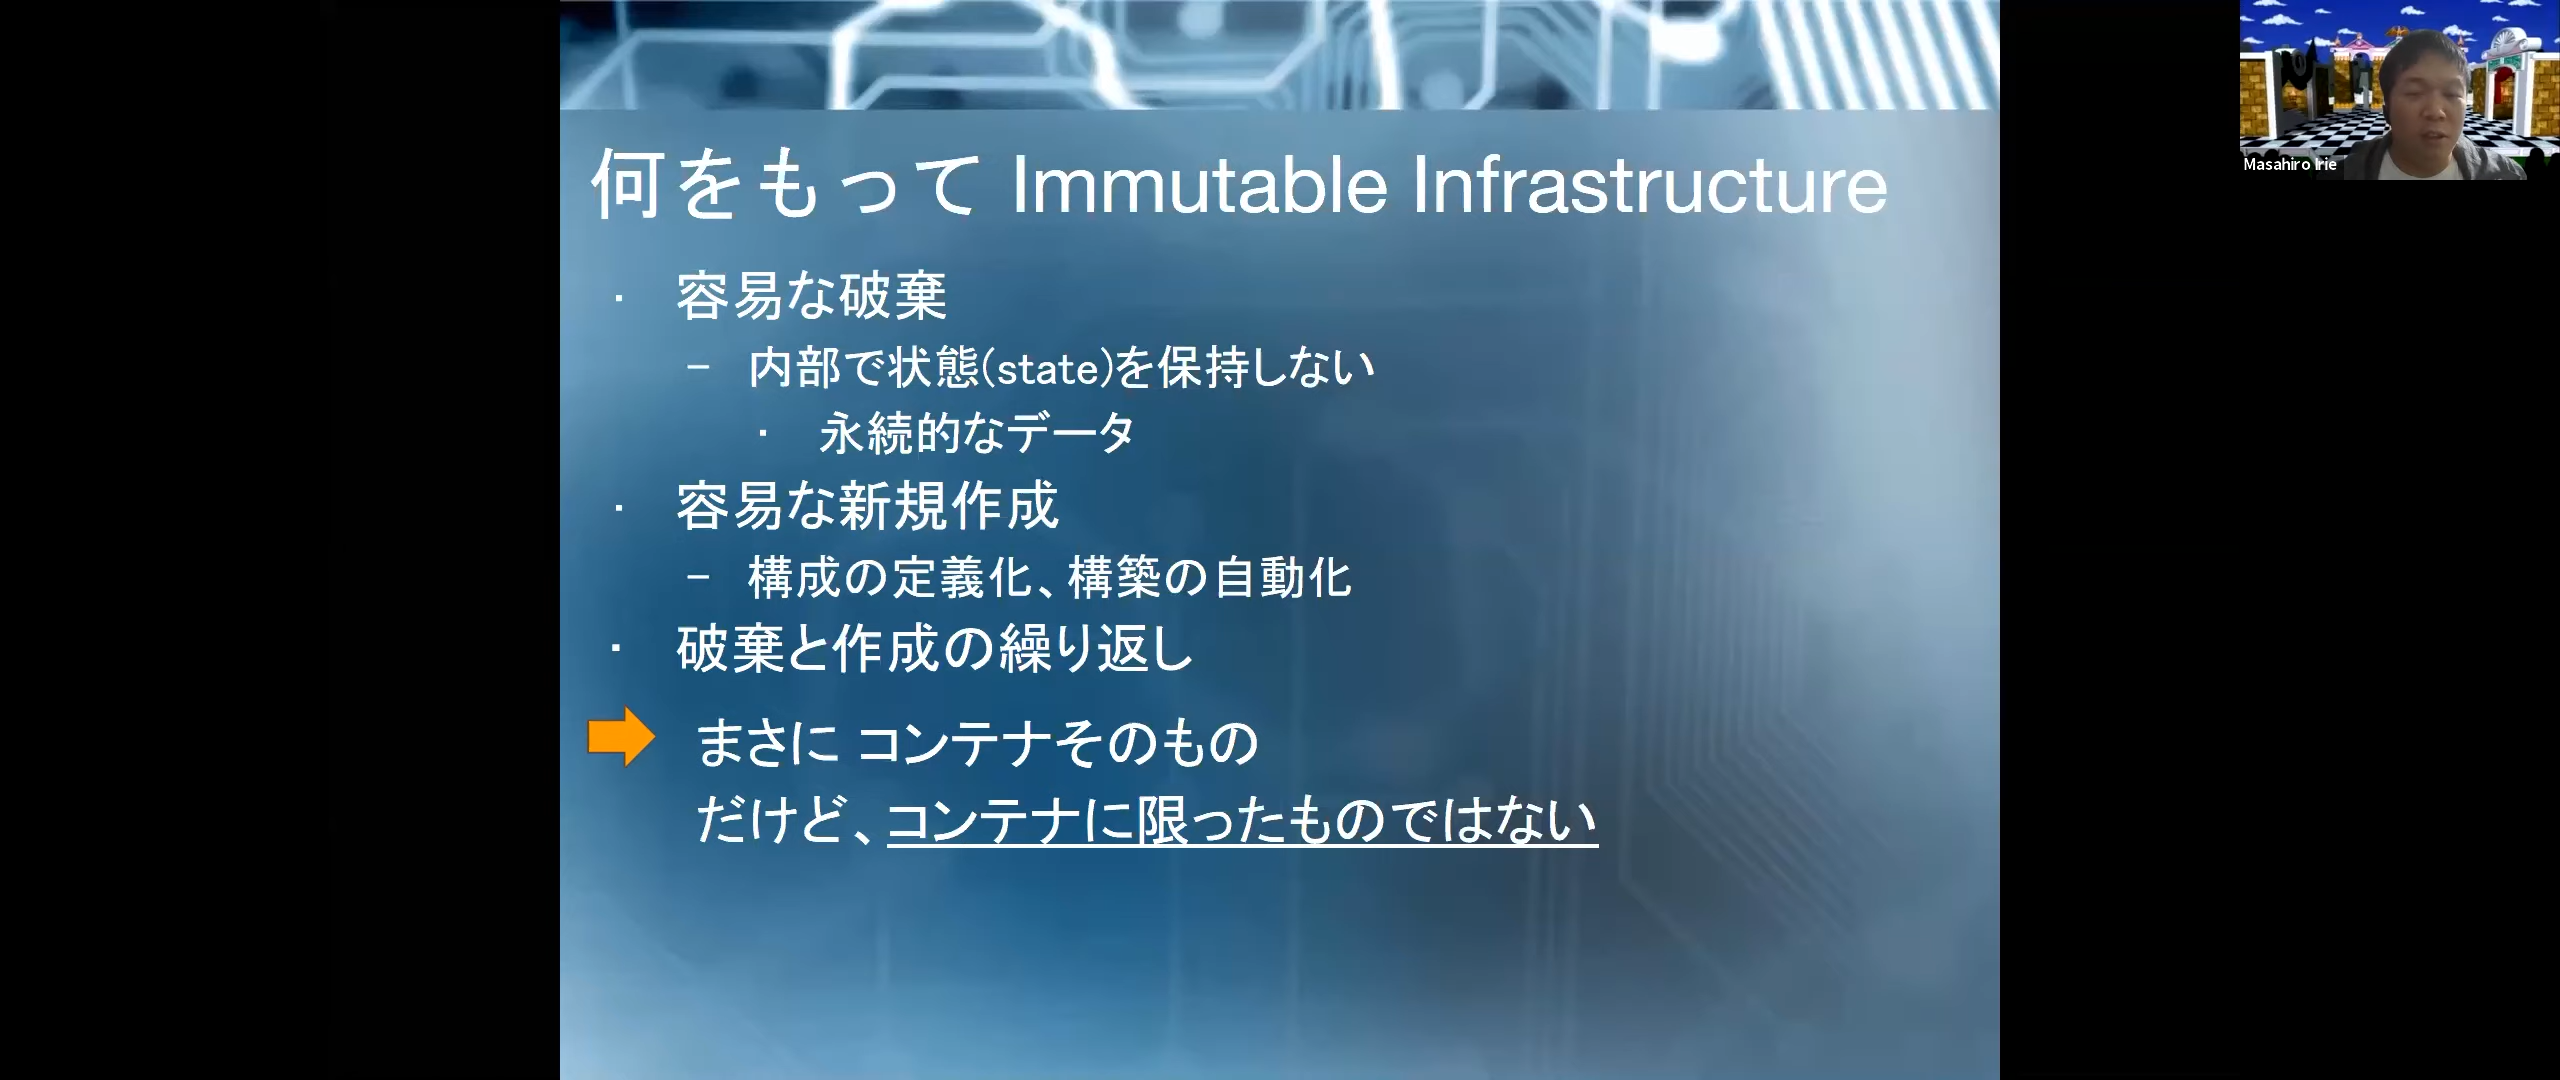 何をもって Immutable Infrastructure
・ 容易な破棄
– 内部で状態(state)を保持しない
・ 永続的なデータ
・ 容易な新規作成
– 構成の定義化、構築の自動化
・ 破棄と作成の繰り返し
まさに コンテナそのもの
だけど、コンテナに限ったものではない
Masahiro Irie